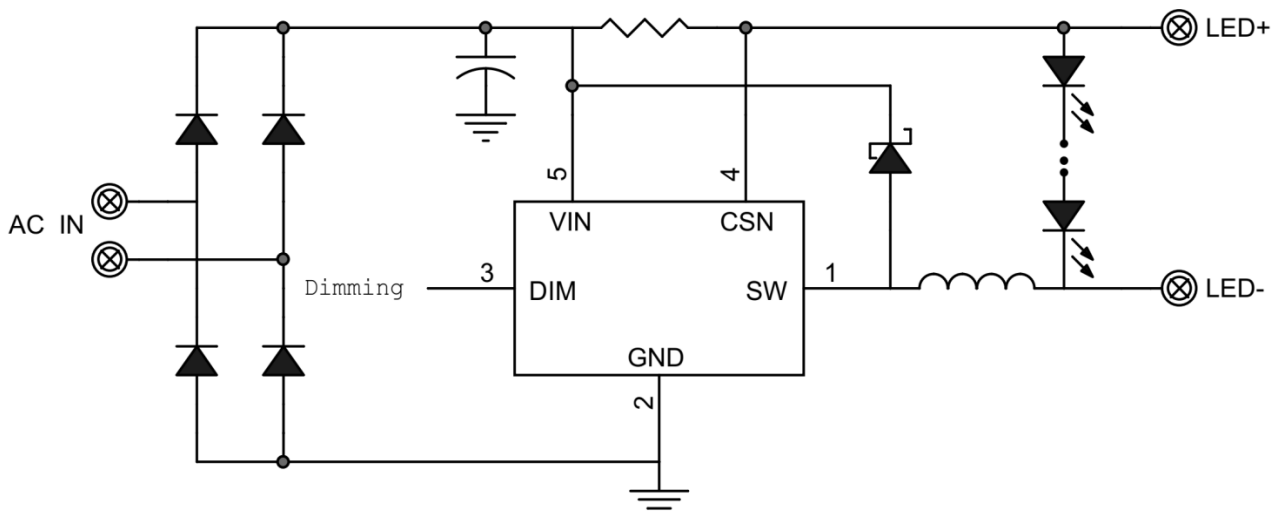 LED+
5
4
VIN
CSN
AC IN
Dimming
3
DIM
SW
1
LED-
GND
2